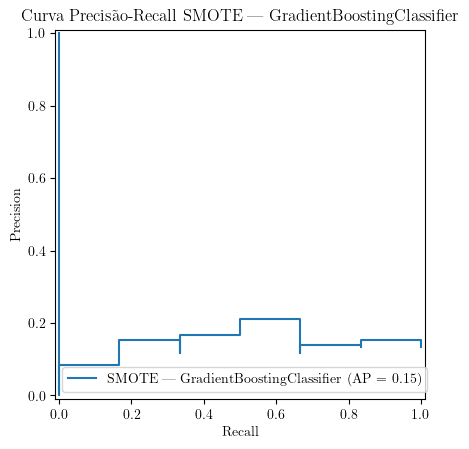 Curva Precisão-Recall SMOTE — GradientBoostingClassifier
1.0
0.8
0.6
0.4
0.2
0.0
Precision
SMOTE — GradientBoostingClassifier (AP = 0.15)
0.0 0.2 0.4 0.6 0.8 1.0
Recall